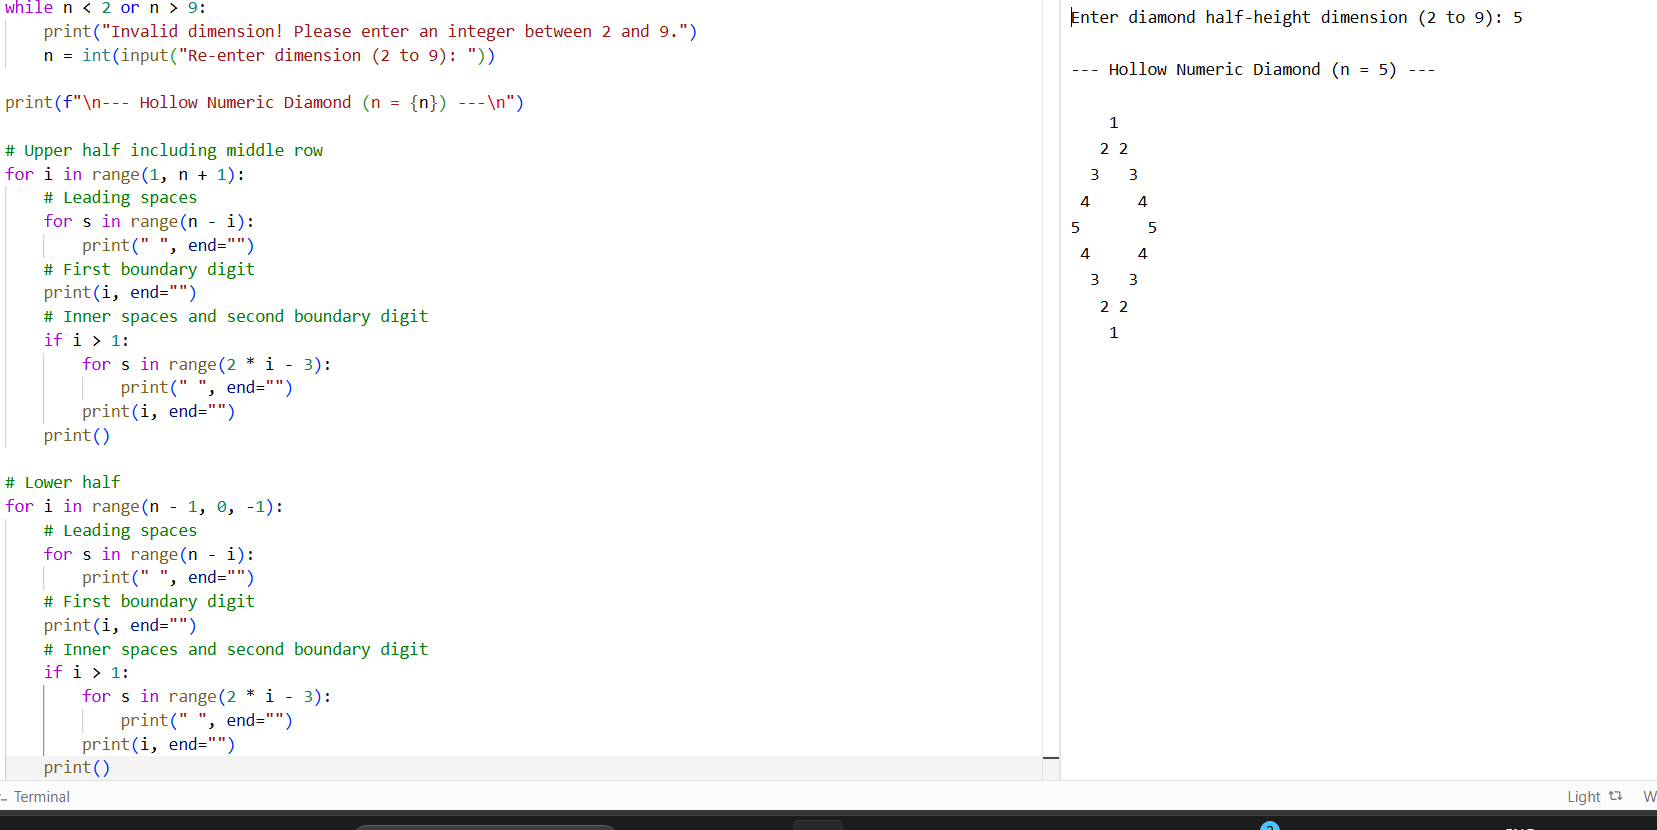 while n < 2 or n > 9:
    print("Invalid dimension! Please enter an integer between 2 and 9.")
    n = int(input("Re-enter dimension (2 to 9): "))

print(f"\n--- Hollow Numeric Diamond (n = {n}) ---\n")

# Upper half including middle row
for i in range(1, n + 1):
    # Leading spaces
    for s in range(n - i):
        print(" ", end="")
    # First boundary digit
    print(i, end="")
    # Inner spaces and second boundary digit
    if i > 1:
        for s in range(2 * i - 3):
            print(" ", end="")
        print(i, end="")
    print()

# Lower half
for i in range(n - 1, 0, -1):
    # Leading spaces
    for s in range(n - i):
        print(" ", end="")
    # First boundary digit
    print(i, end="")
    # Inner spaces and second boundary digit
    if i > 1:
        for s in range(2 * i - 3):
            print(" ", end="")
        print(i, end="")
    print()

Enter diamond half-height dimension (2 to 9): 5

--- Hollow Numeric Diamond (n = 5) ---

    1
   2 2
  3   3
 4     4
5       5
 4     4
  3   3
   2 2
    1

Terminal
Light